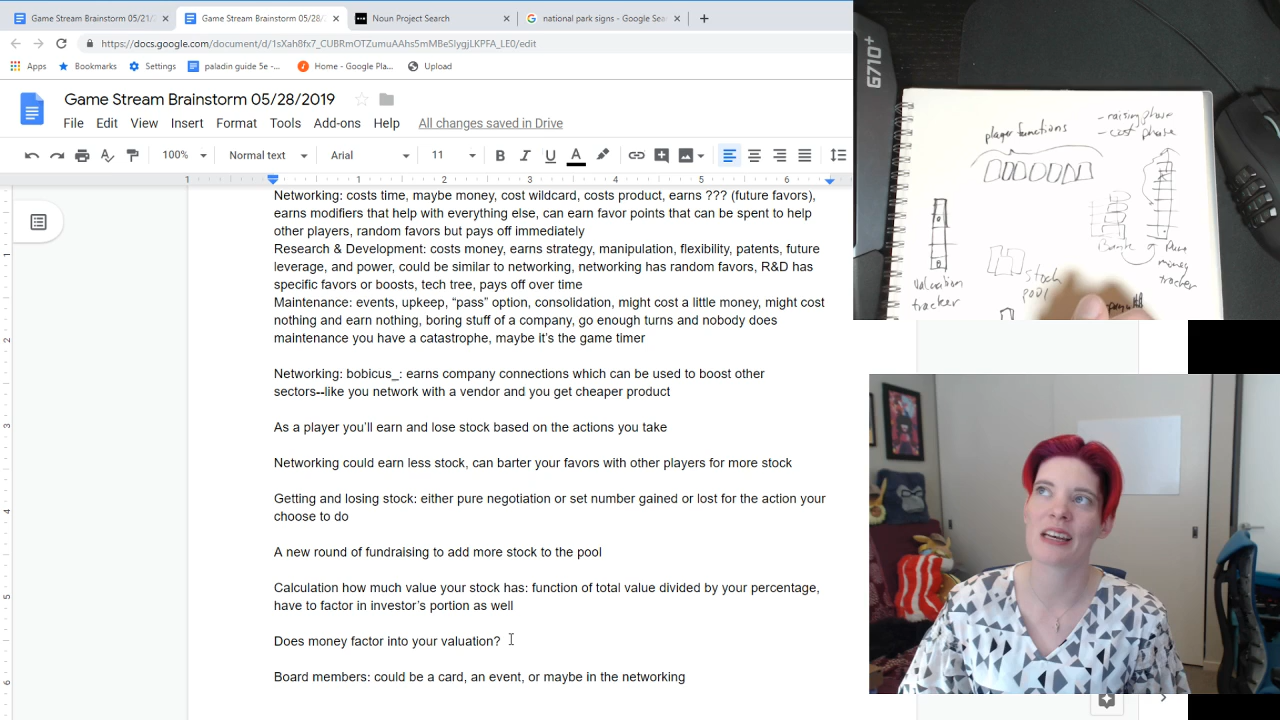 Game Stream Brainstorm 05/21/
Game Stream Brainstorm 05/28/
Noun Project Search
national park signs - Google Sea
https://docs.google.com/document/d/1sXah8fx7_CUBRmOTZumuAAhs5mMBeSlygjLKPFA_LE0/edit
Apps
Bookmarks
Settings
paladin guide 5e -...
Home - Google Pla...
Upload
Game Stream Brainstorm 05/28/2019
File Edit View Insert Format Tools Add-ons Help All changes saved in Drive
100% Normal text Arial 11 B I U A
1 1 2 3 4 5 6
Networking: costs time, maybe money, cost wildcard, costs product, earns ??? (future favors),
earns modifiers that help with everything else, can earn favor points that can be spent to help
other players, random favors but pays off immediately
Research & Development: costs money, earns strategy, manipulation, flexibility, patents, future
leverage, and power, could be similar to networking, networking has random favors, R&D has
specific favors or boosts, tech tree, pays off over time
Maintenance: events, upkeep, “pass” option, consolidation, might cost a little money, might cost
nothing and earn nothing, boring stuff of a company, go enough turns and nobody does
maintenance you have a catastrophe, maybe it’s the game timer
Networking: bobicus_: earns company connections which can be used to boost other
sectors--like you network with a vendor and you get cheaper product
As a player you’ll earn and lose stock based on the actions you take
Networking could earn less stock, can barter your favors with other players for more stock
Getting and losing stock: either pure negotiation or set number gained or lost for the action your
choose to do
A new round of fundraising to add more stock to the pool
Calculation how much value your stock has: function of total value divided by your percentage,
have to factor in investor’s portion as well
Does money factor into your valuation?
Board members: could be a card, an event, or maybe in the networking
1
2
3
4
5
6
G710+
player functions
- raising phase
- cost phase
valuation
tracker
stock
pool
money
tracker